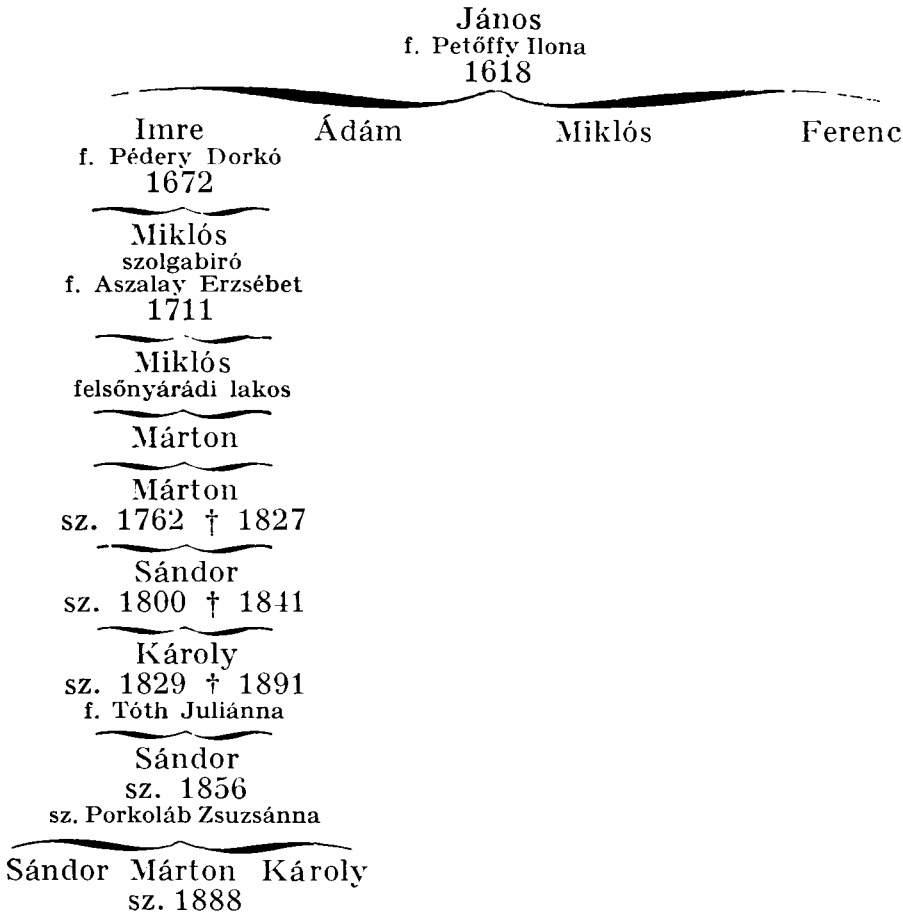 János
f. Petőffy Ilona
1618
Imre Ádám Miklós Ferenc
f. Pédery Dorkó
1672
Miklós
szolgabiró
f. Aszalay Erzsébet
1711
Miklós
felsőnyárádi lakos
Márton
Márton
sz. 1762 † 1827
Sándor
sz. 1800 † 1841
Károly
sz. 1829 † 1891
f. Tóth Juliánna
Sándor
sz. 1856
sz. Porkoláb Zsuzsánna
Sándor Márton Károly
sz. 1888